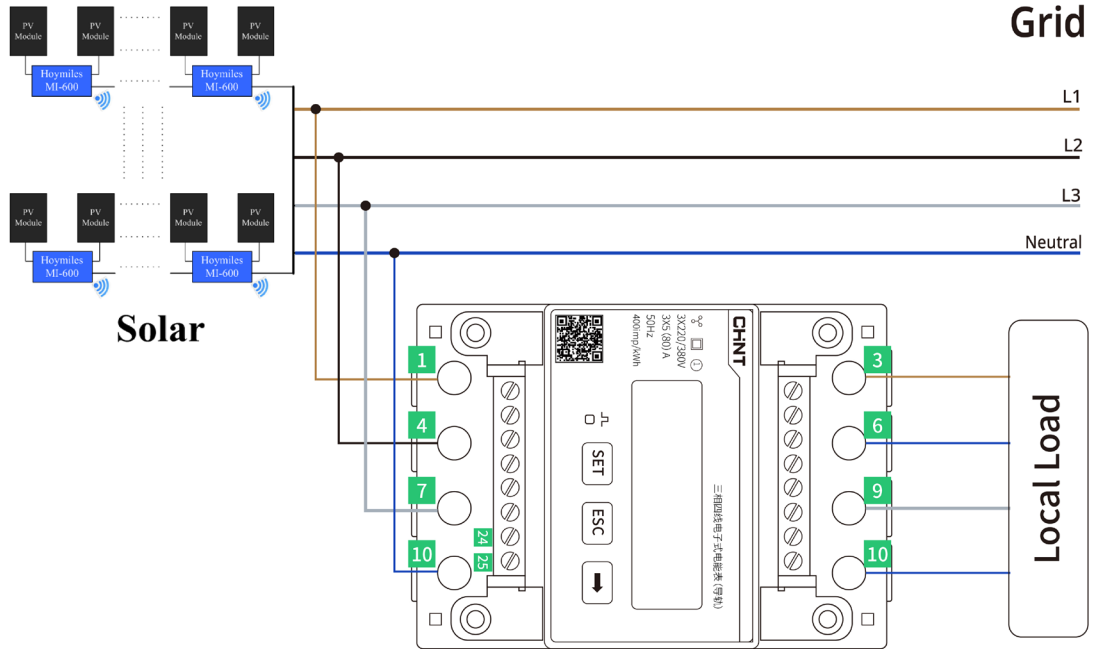 PV
Module
PV
Module
PV
Module
PV
Module
Hoymiles
MI-600
Hoymiles
MI-600
Grid
L1
L2
L3
Neutral
PV
Module
PV
Module
PV
Module
PV
Module
Hoymiles
MI-600
Hoymiles
MI-600
Solar
1
4
7
10
24
25
CHNT
3X220/380V
3X5(80)A
50Hz
400imp/kWh
SET
ESC
三相四线电子式电能表(导轨)
3
6
9
10
Local Load